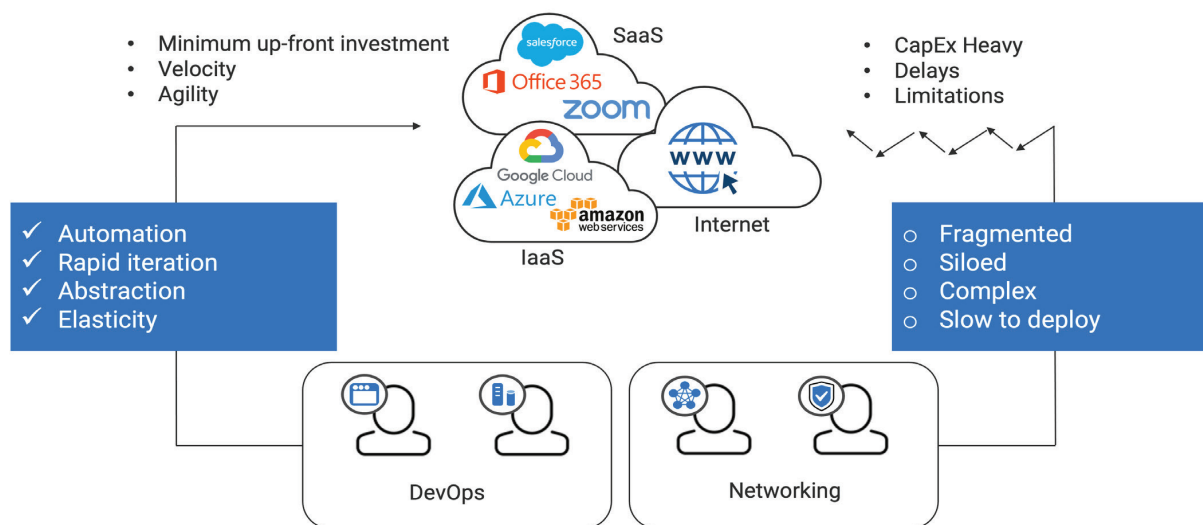 • Minimum up-front investment
• Velocity
• Agility
SaaS
salesforce
Office 365
zoom
Google Cloud
Azure
amazon
web services
IaaS
www
Internet
• CapEx Heavy
• Delays
• Limitations
✓ Automation
✓ Rapid iteration
✓ Abstraction
✓ Elasticity
o Fragmented
o Siloed
o Complex
o Slow to deploy
DevOps
Networking